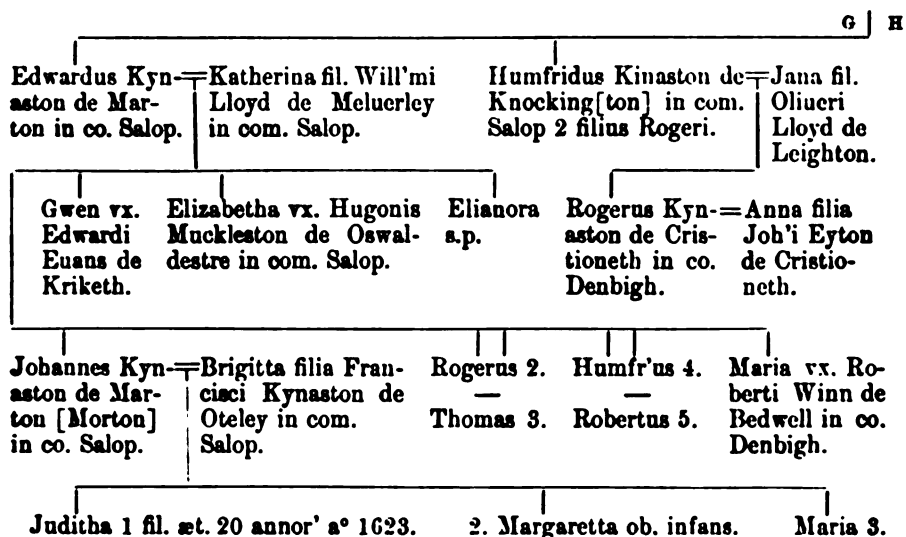 G H
Edwardus Kyn-=Katherina fil. Will'mi
aston de Mar- Lloyd de Meluerley
ton in co. Salop. in com. Salop.
Humfridus Kinaston de=Jana fil.
Knocking[ton] in com. Oliueri
Salop 2 filius Rogeri. Lloyd de
Leighton.
Gwen vx.
Edwardi
Euans de
Kriketh.
Elizabetha vx. Hugonis
Muckleston de Oswal-
destre in com. Salop.
Elianora
s.p.
Rogerus Kyn-=Anna filia
aston de Cris- Joh'i Eyton
tioneth in co. de Cristio-
Denbigh. neth.
Johannes Kyn-=Brigitta filia Fran-
aston de Mar- cisci Kynaston de
ton [Morton] Oteley in com.
in co. Salop. Salop.
Rogerus 2.
—
Thomas 3.
Humfr'us 4.
—
Robertus 5.
Maria vx. Ro-
berti Winn de
Bedwell in co.
Denbigh.
Juditha 1 fil. æt. 20 annor' aº 1623. 2. Margaretta ob. infans. Maria 3.